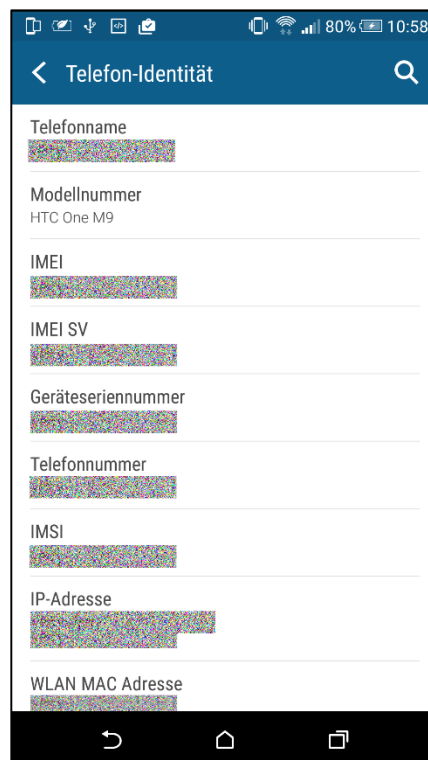 80% 10:58
Telefon-Identität
Telefonname
Modellnummer
HTC One M9
IMEI
IMEI SV
Geräteseriennummer
Telefonnummer
IMSI
IP-Adresse
WLAN MAC Adresse